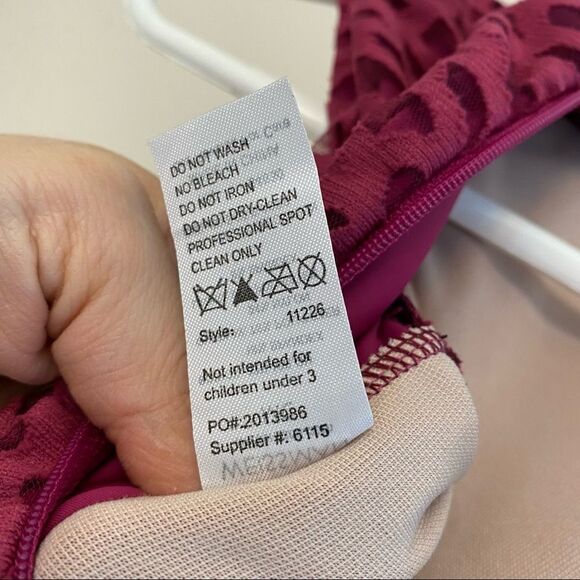 DO NOT WASH
NO BLEACH
DO NOT IRON
DO NOT DRY-CLEAN
PROFESSIONAL SPOT
CLEAN ONLY
Style: 11226
Not intended for
children under 3
PO#:2013986
Supplier #: 6115